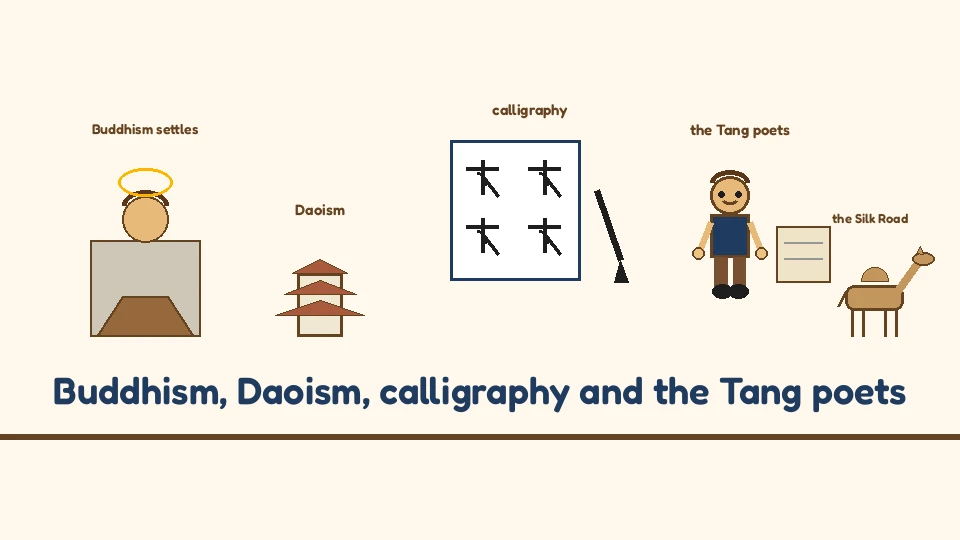 Buddhism settles
Daoism
calligraphy
the Tang poets
the Silk Road
Buddhism, Daoism, calligraphy and the Tang poets